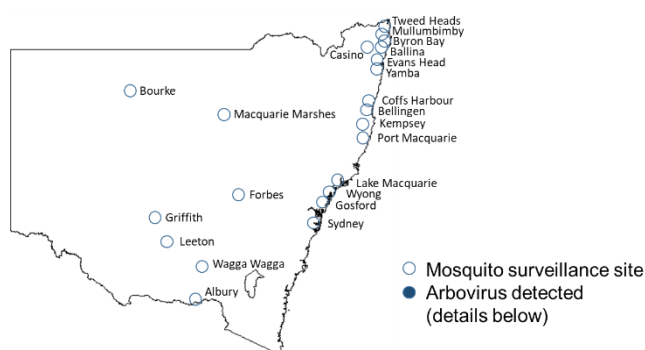 Tweed Heads
Mullumbimby
Byron Bay
Ballina
Casino
Evans Head
Yamba
Bourke
Coffs Harbour
Macquarie Marshes
Bellingen
Kempsey
Port Macquarie
Lake Macquarie
Forbes
Wyong
Gosford
Griffith
Sydney
Leeton
Wagga Wagga
Albury
Mosquito surveillance site
Arbovirus detected
(details below)